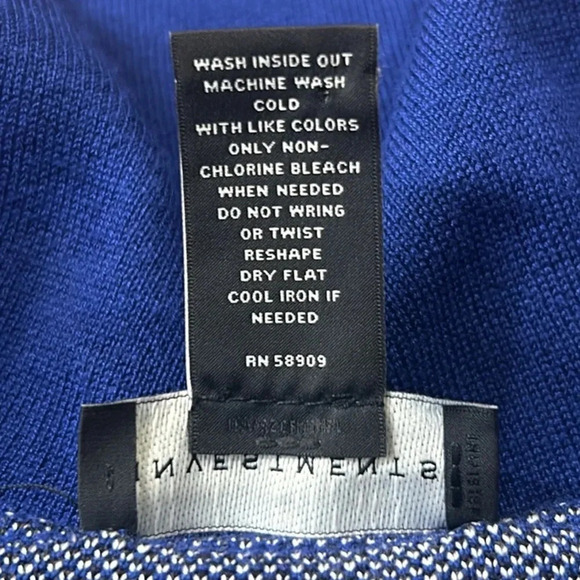 WASH INSIDE OUT
MACHINE WASH
COLD
WITH LIKE COLORS
ONLY NON-
CHLORINE BLEACH
WHEN NEEDED
DO NOT WRING
OR TWIST
RESHAPE
DRY FLAT
COOL IRON IF
NEEDED
RN 58909
INVESTMENTS